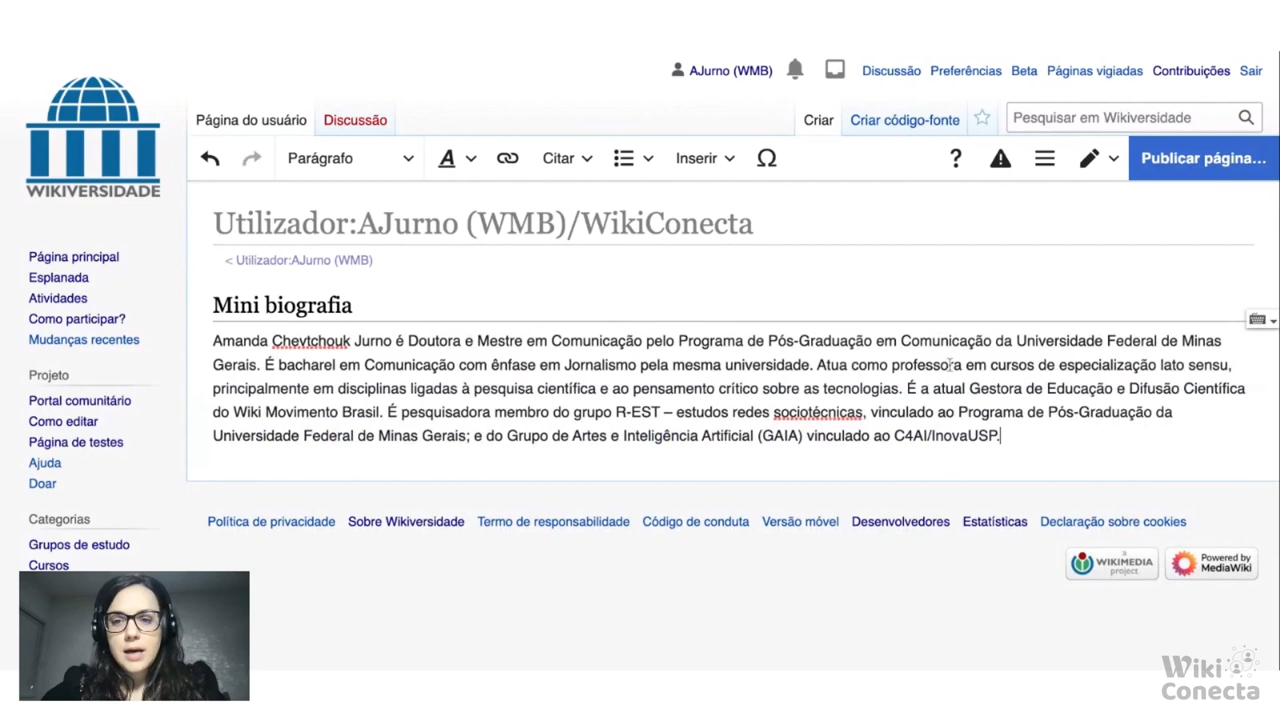 AJurno (WMB) Discussão Preferências Beta Páginas vigiadas Contribuições Sair
Página do usuário Discussão Criar Criar código-fonte Pesquisar em Wikiversidade
Parágrafo A Citar Inserir Ω ? Publicar página...
WIKIVERSIDADE
Utilizador:AJurno (WMB)/WikiConecta
< Utilizador:AJurno (WMB)
Página principal
Esplanada
Atividades
Como participar?
Mudanças recentes
Projeto
Portal comunitário
Como editar
Página de testes
Ajuda
Doar
Categorias
Grupos de estudo
Cursos
Mini biografia
Amanda Chevtchouk Jurno é Doutora e Mestre em Comunicação pelo Programa de Pós-Graduação em Comunicação da Universidade Federal de Minas
Gerais. É bacharel em Comunicação com ênfase em Jornalismo pela mesma universidade. Atua como professora em cursos de especialização lato sensu,
principalmente em disciplinas ligadas à pesquisa científica e ao pensamento crítico sobre as tecnologias. É a atual Gestora de Educação e Difusão Científica
do Wiki Movimento Brasil. É pesquisadora membro do grupo R-EST – estudos redes sociotécnicas, vinculado ao Programa de Pós-Graduação da
Universidade Federal de Minas Gerais; e do Grupo de Artes e Inteligência Artificial (GAIA) vinculado ao C4AI/InovaUSP.
Política de privacidade Sobre Wikiversidade Termo de responsabilidade Código de conduta Versão móvel Desenvolvedores Estatísticas Declaração sobre cookies
a
WIKIMEDIA
project
Powered by
MediaWiki
Wiki
Conecta